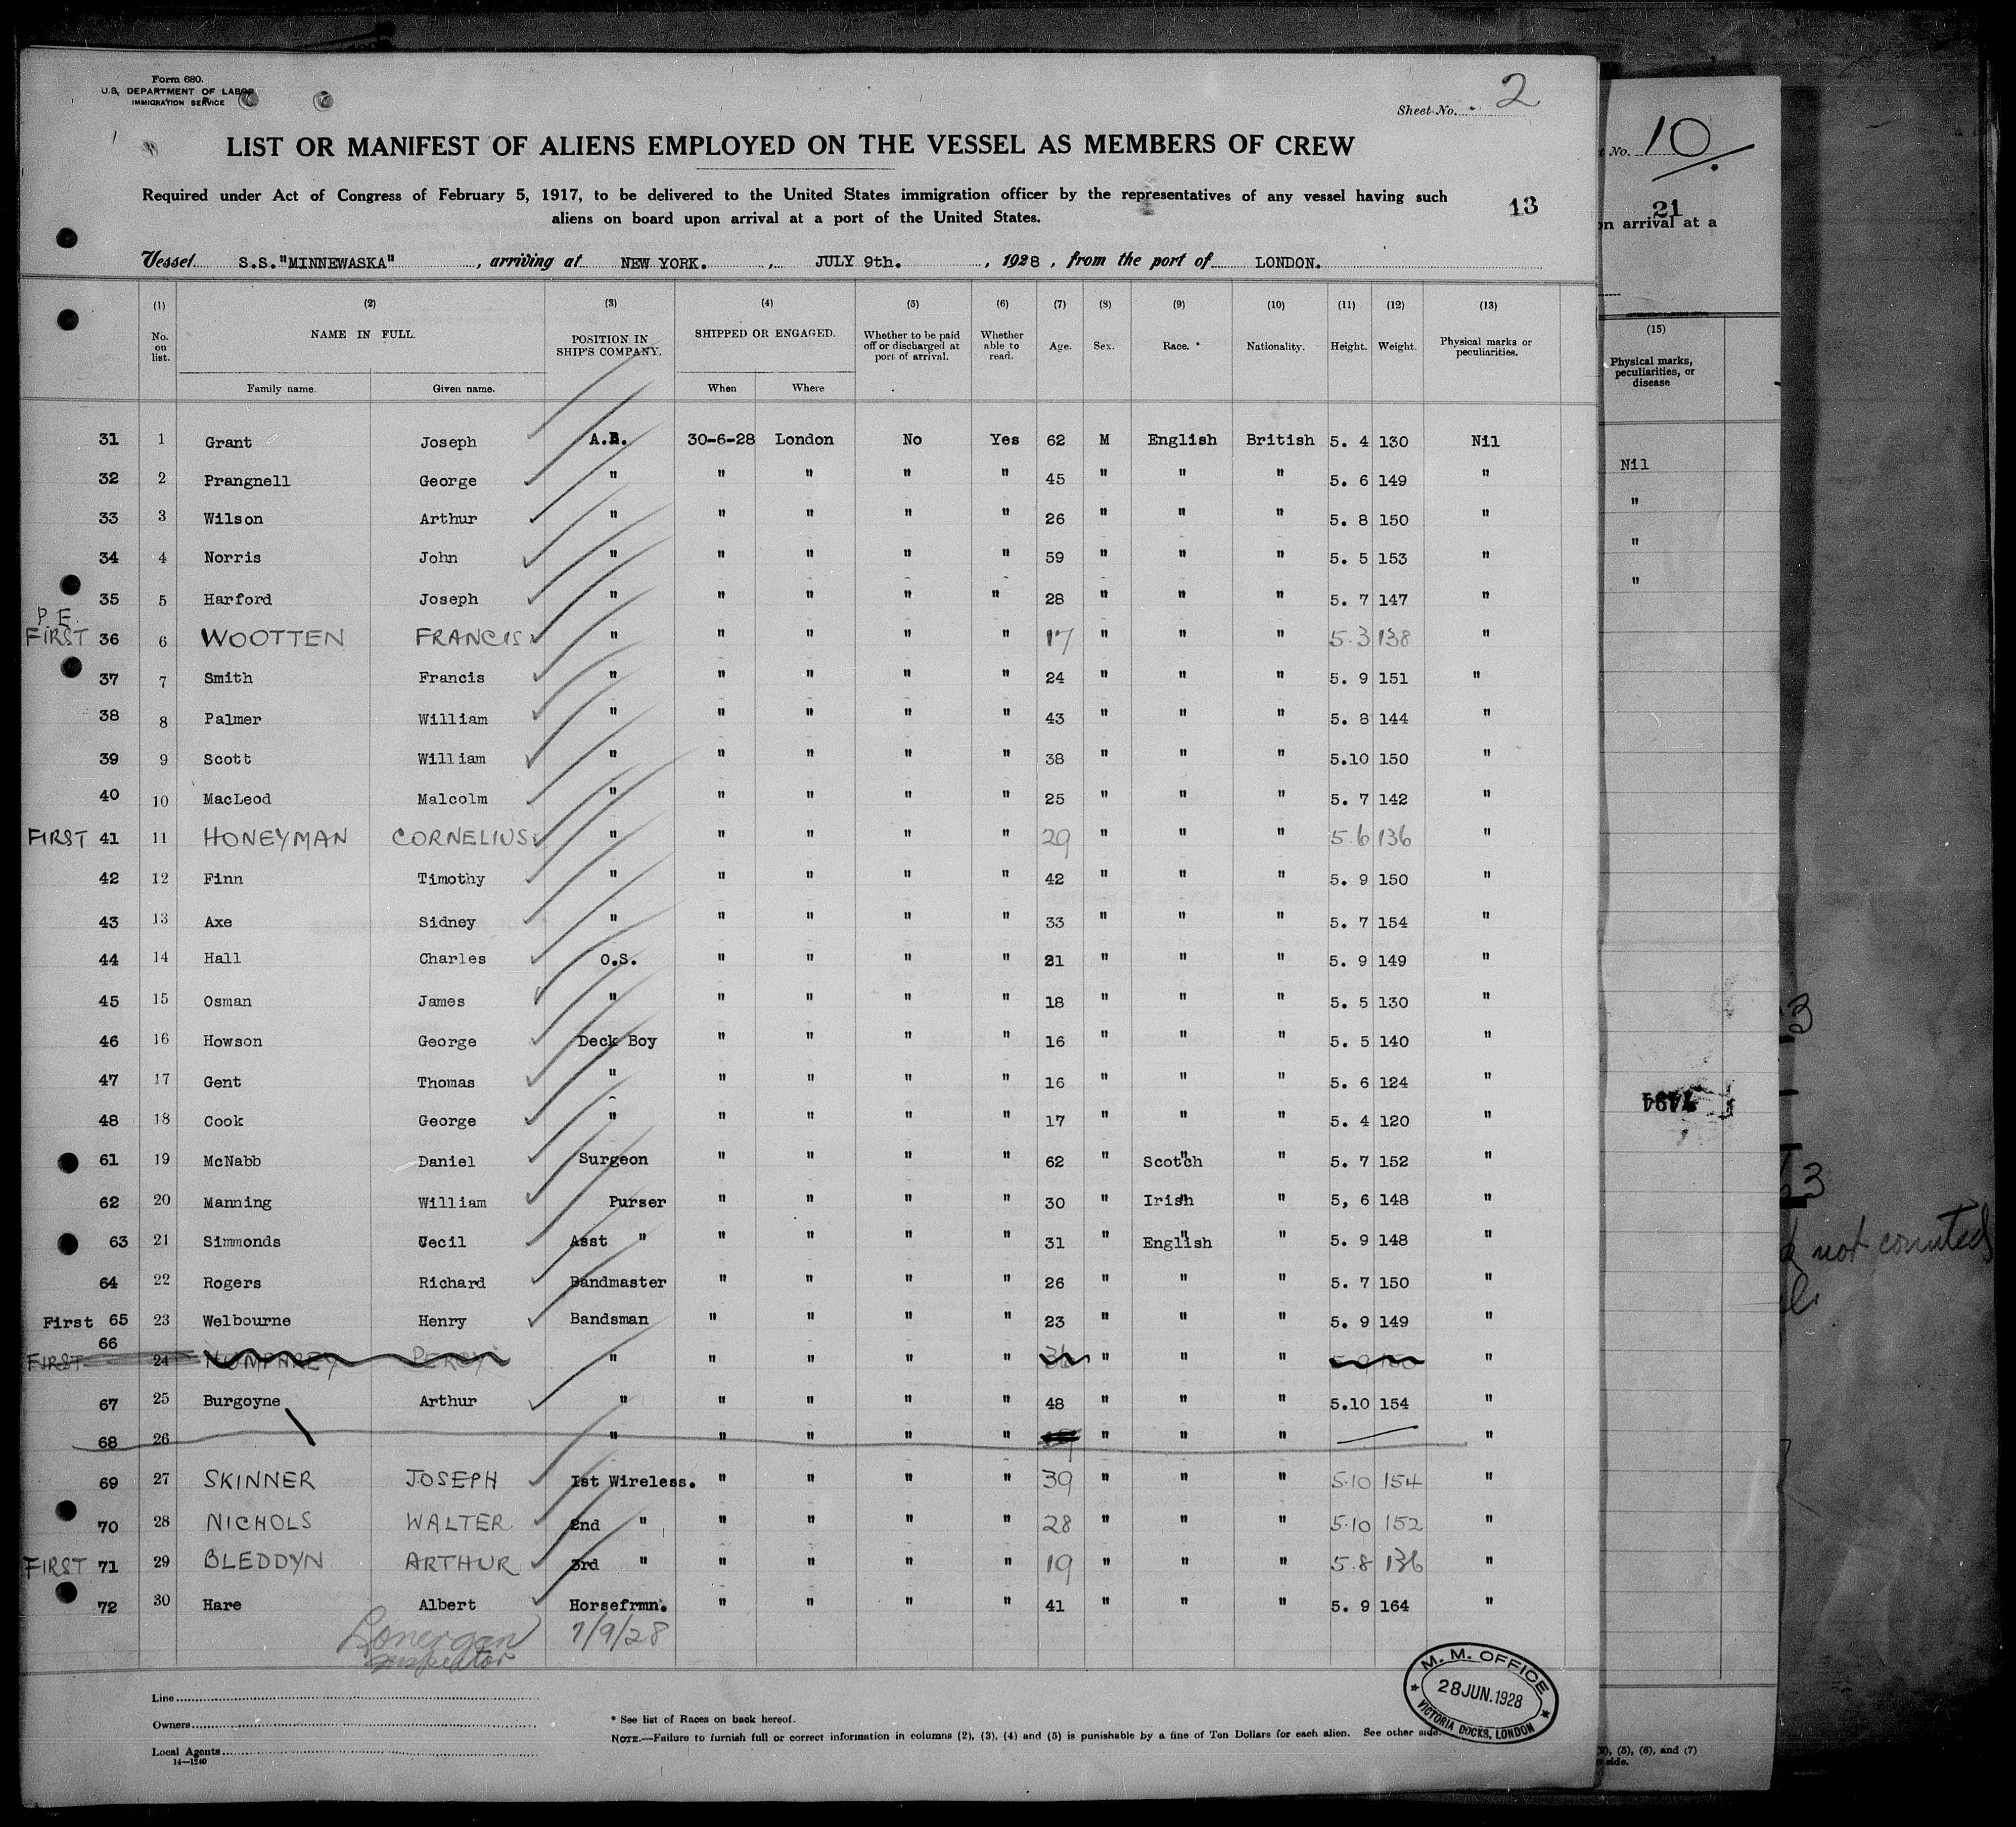 Form 680.
U.S. DEPARTMENT OF LABOR
IMMIGRATION SERVICE
Sheet No. 2
LIST OR MANIFEST OF ALIENS EMPLOYED ON THE VESSEL AS MEMBERS OF CREW
Required under Act of Congress of February 5, 1917, to be delivered to the United States immigration officer by the representatives of any vessel having such
aliens on board upon arrival at a port of the United States.
13
Vessel S.S."MINNEWASKA", arriving at NEW YORK., JULY 9th., 1928, from the port of LONDON.
(1) (2) (3) (4) (5) (6) (7) (8) (9) (10) (11) (12) (13)
No. on list. NAME IN FULL. POSITION IN SHIP'S COMPANY. SHIPPED OR ENGAGED. Whether to be paid off or discharged at port of arrival. Whether able to read. Age. Sex. Race. * Nationality. Height. Weight. Physical marks or peculiarities.
Family name. Given name. When Where
31 1 Grant Joseph A.B. 30-6-28 London No Yes 62 M English British 5. 4 130 Nil
32 2 Prangnell George " " " " " 45 " " " 5. 6 149 "
33 3 Wilson Arthur " " " " " 26 " " " 5. 8 150 "
34 4 Norris John " " " " " 59 " " " 5. 5 153 "
35 5 Harford Joseph " " " " " 28 " " " 5. 7 147 "
P.E.
FIRST 36 6 WOOTTEN FRANCIS " " " " " 17 " " " 5.3 138 "
37 7 Smith Francis " " " " " 24 " " " 5. 9 151 "
38 8 Palmer William " " " " " 43 " " " 5. 8 144 "
39 9 Scott William " " " " " 38 " " " 5.10 150 "
40 10 MacLeod Malcolm " " " " " 25 " " " 5. 7 142 "
FIRST 41 11 HONEYMAN CORNELIUS " " " " " 29 " " " 5.6 136 "
42 12 Finn Timothy " " " " " 42 " " " 5. 9 150 "
43 13 Axe Sidney " " " " " 33 " " " 5. 7 154 "
44 14 Hall Charles O.S. " " " " 21 " " " 5. 9 149 "
45 15 Osman James " " " " " 18 " " " 5. 5 130 "
46 16 Howson George Deck Boy " " " " 16 " " " 5. 5 140 "
47 17 Gent Thomas " " " " " 16 " " " 5. 6 124 "
48 18 Cook George " " " " " 17 " " " 5. 4 120 "
61 19 McNabb Daniel Surgeon " " " " 62 " Scotch " 5. 7 152 "
62 20 Manning William Purser " " " " 30 " Irish " 5, 6 148 "
63 21 Simmonds Cecil Asst " " " " " 31 " English " 5. 9 148 "
64 22 Rogers Richard Bandmaster " " " " 26 " " " 5. 7 150 "
First 65 23 Welbourne Henry Bandsman " " " " 23 " " " 5. 9 149 "
66
FIRST 24 HUMPHREY PERCY " " " " " " " " "
67 25 Burgoyne Arthur " " " " " 48 " " " 5.10 154 "
68 26 " " " " " " " " "
69 27 SKINNER JOSEPH 1st Wireless. " " " " 39 " " " 5.10 154 "
70 28 NICHOLS WALTER 2nd " " " " " 28 " " " 5.10 152 "
FIRST 71 29 BLEDDYN ARTHUR 3rd " " " " " 19 " " " 5.8 136 "
72 30 Hare Albert Horsefrmn. " " " " 41 " " " 5. 9 164 "
Lonergan 7/9/28
Inspector
Line
Owners
Local Agents
14—1240
* See list of Races on back hereof.
NOTE.—Failure to furnish full or correct information in columns (2), (3), (4) and (5) is punishable by a fine of Ten Dollars for each alien. See other side.
M. M. OFFICE
28 JUN. 1928
VICTORIA DOCKS, LONDON
t No. 10
21
on arrival at a
(15)
Physical marks,
peculiarities, or
disease
Nil
"
"
"
not counted
(5), (6), and (7)
side.